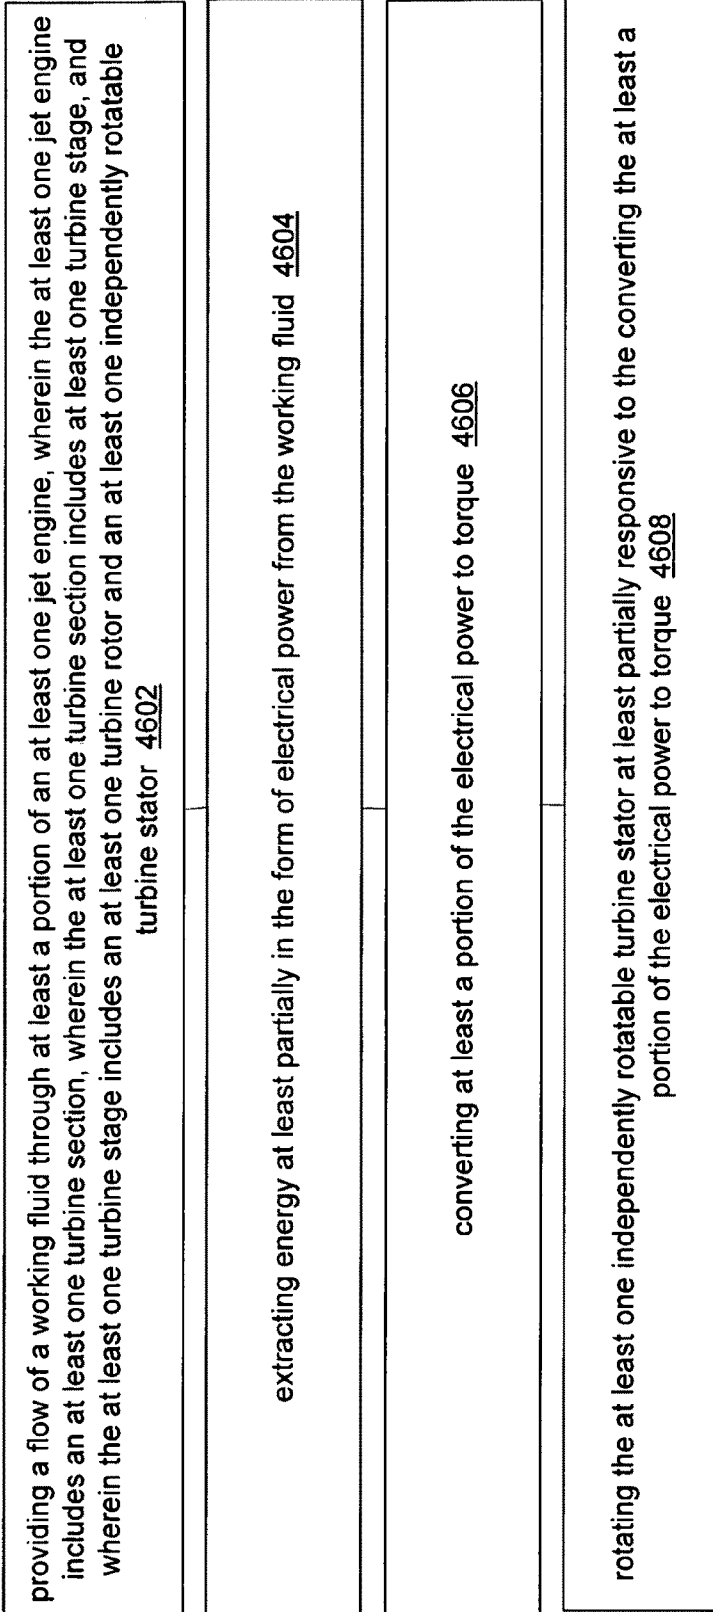 providing a flow of a working fluid through at least a portion of an at least one jet engine, wherein the at least one jet engine
includes an at least one turbine section, wherein the at least one turbine section includes at least one turbine stage, and
wherein the at least one turbine stage includes an at least one turbine rotor and an at least one independently rotatable
turbine stator 4602
extracting energy at least partially in the form of electrical power from the working fluid 4604
converting at least a portion of the electrical power to torque 4606
rotating the at least one independently rotatable turbine stator at least partially responsive to the converting the at least a
portion of the electrical power to torque 4608